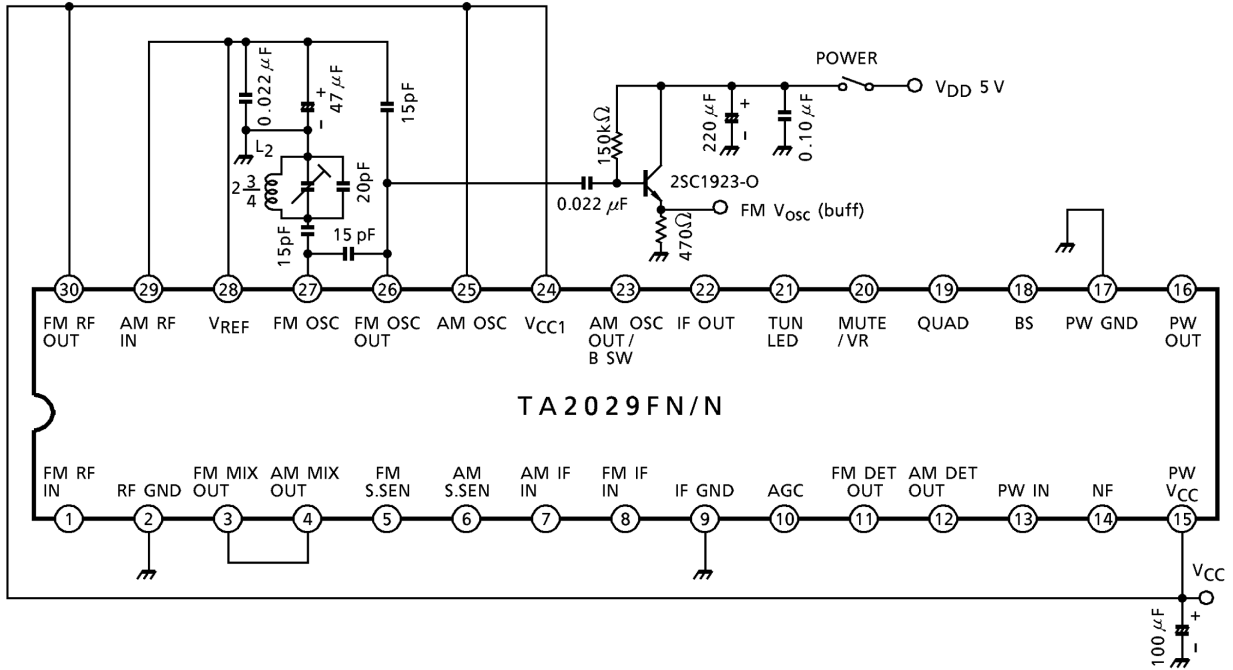 POWER
V_DD 5 V
0.022 μF
47 μF
+
-
15pF
L2
2 3/4
20pF
15pF
15 pF
150kΩ
220 μF
+
-
0.10 μF
2SC1923-O
0.022 μF
FM V_OSC (buff)
470Ω
30 29 28 27 26 25 24 23 22 21 20 19 18 17 16
FM RF OUT
AM RF IN
V_REF
FM OSC
FM OSC OUT
AM OSC
V_CC1
AM OSC OUT / B SW
IF OUT
TUN LED
MUTE / VR
QUAD
BS
PW GND
PW OUT
TA2029FN/N
FM RF IN
RF GND
FM MIX OUT
AM MIX OUT
FM S.SEN
AM S.SEN
AM IF IN
FM IF IN
IF GND
AGC
FM DET OUT
AM DET OUT
PW IN
NF
PW V_CC
1 2 3 4 5 6 7 8 9 10 11 12 13 14 15
V_CC
100 μF
+
-